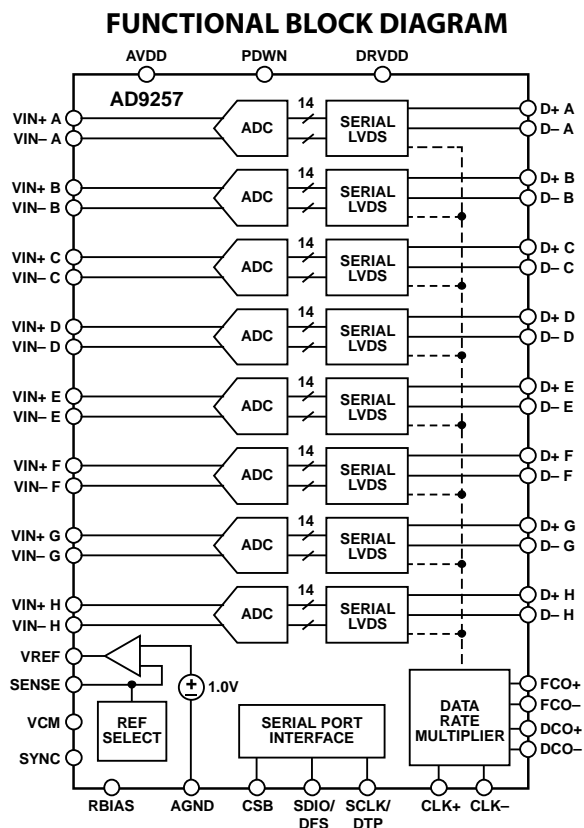 FUNCTIONAL BLOCK DIAGRAM
AVDD PDWN DRVDD
AD9257
VIN+ A
VIN– A
ADC
14
SERIAL
LVDS
D+ A
D– A
VIN+ B
VIN– B
ADC
14
SERIAL
LVDS
D+ B
D– B
VIN+ C
VIN– C
ADC
14
SERIAL
LVDS
D+ C
D– C
VIN+ D
VIN– D
ADC
14
SERIAL
LVDS
D+ D
D– D
VIN+ E
VIN– E
ADC
14
SERIAL
LVDS
D+ E
D– E
VIN+ F
VIN– F
ADC
14
SERIAL
LVDS
D+ F
D– F
VIN+ G
VIN– G
ADC
14
SERIAL
LVDS
D+ G
D– G
VIN+ H
VIN– H
ADC
14
SERIAL
LVDS
D+ H
D– H
VREF
SENSE
VCM
SYNC
REF
SELECT
1.0V
SERIAL PORT
INTERFACE
DATA
RATE
MULTIPLIER
FCO+
FCO–
DCO+
DCO–
RBIAS
AGND
CSB
SDIO/
DFS
SCLK/
DTP
CLK+
CLK–